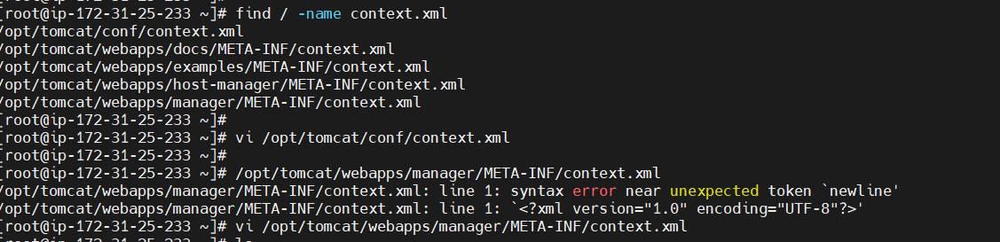 [root@ip-172-31-25-233 ~]# find / -name context.xml
/opt/tomcat/conf/context.xml
/opt/tomcat/webapps/docs/META-INF/context.xml
/opt/tomcat/webapps/examples/META-INF/context.xml
/opt/tomcat/webapps/host-manager/META-INF/context.xml
/opt/tomcat/webapps/manager/META-INF/context.xml
[root@ip-172-31-25-233 ~]#
[root@ip-172-31-25-233 ~]# vi /opt/tomcat/conf/context.xml
[root@ip-172-31-25-233 ~]#
[root@ip-172-31-25-233 ~]# /opt/tomcat/webapps/manager/META-INF/context.xml
/opt/tomcat/webapps/manager/META-INF/context.xml: line 1: syntax error near unexpected token `newline'
/opt/tomcat/webapps/manager/META-INF/context.xml: line 1: `<?xml version="1.0" encoding="UTF-8"?>'
[root@ip-172-31-25-233 ~]# vi /opt/tomcat/webapps/manager/META-INF/context.xml